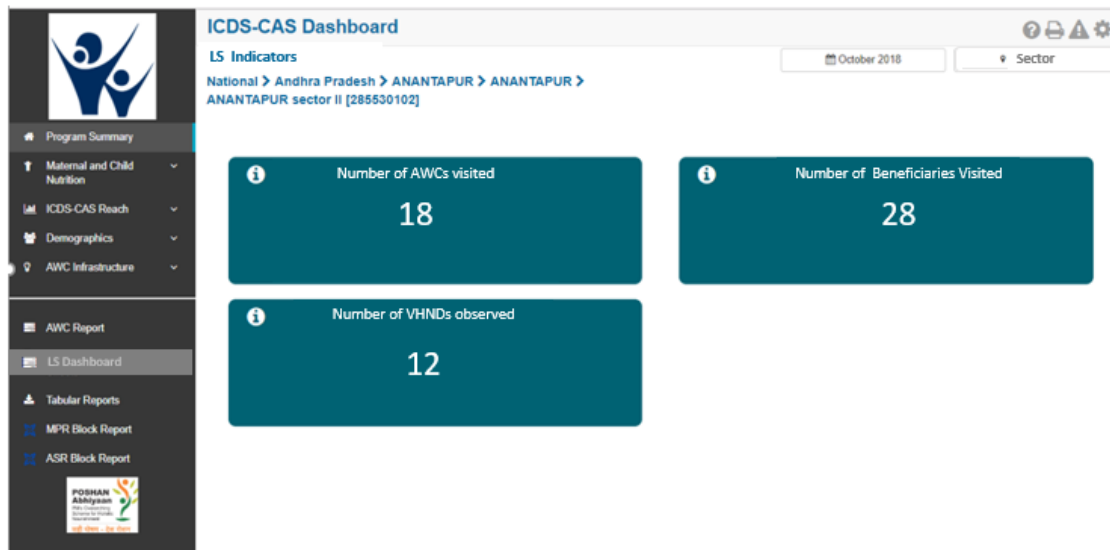 ICDS-CAS Dashboard
LS Indicators
October 2018
Sector
National > Andhra Pradesh > ANANTAPUR > ANANTAPUR >
ANANTAPUR sector II [285530102]
Program Summary
Maternal and Child
Nutrition
ICDS-CAS Reach
Demographics
AWC Infrastructure
AWC Report
LS Dashboard
Tabular Reports
MPR Block Report
ASR Block Report
POSHAN
Abhiyaan
Number of AWCs visited
18
Number of Beneficiaries Visited
28
Number of VHNDs observed
12